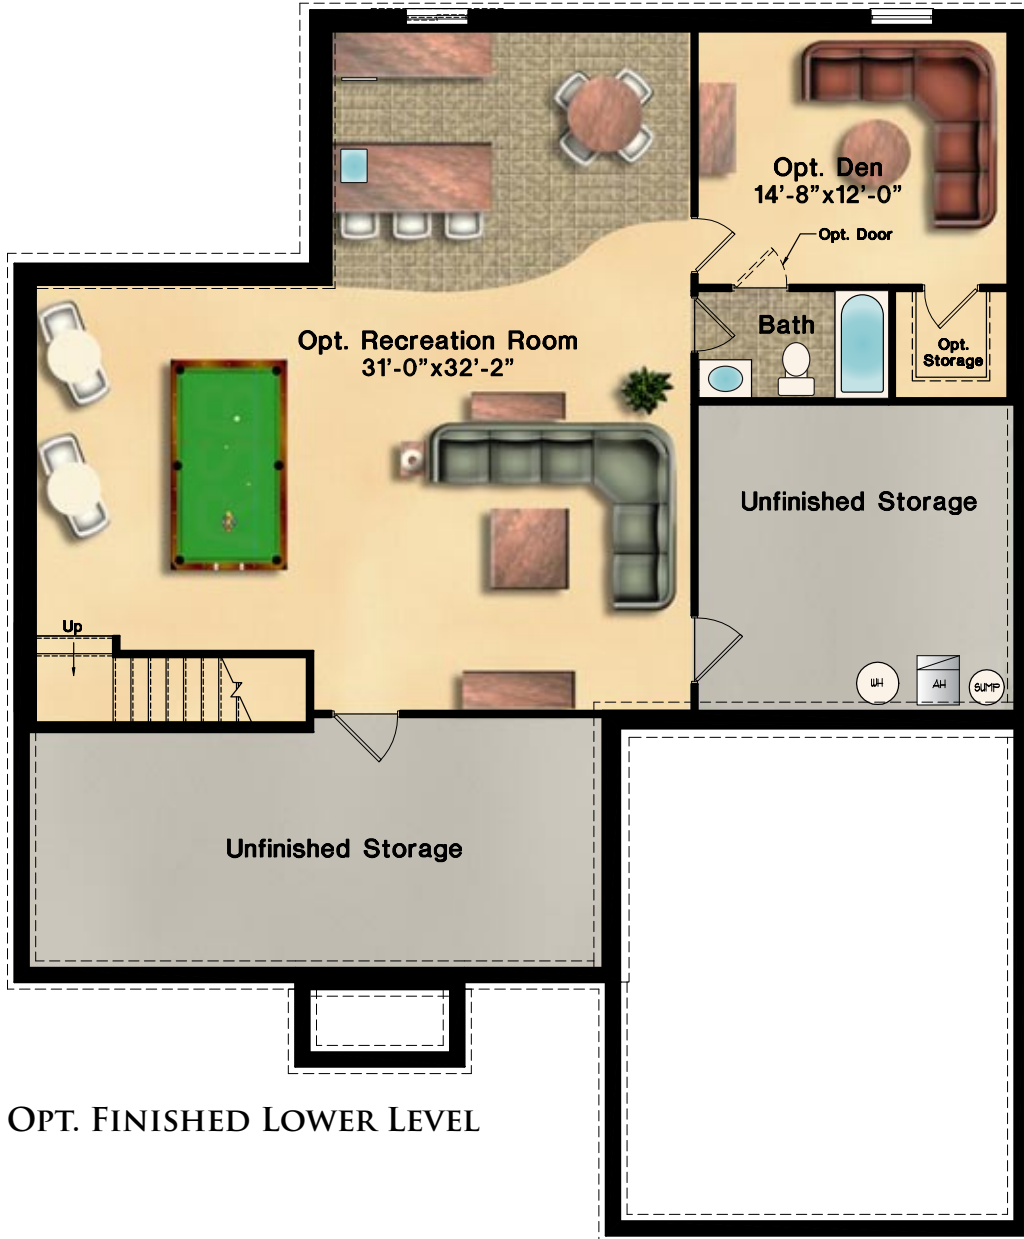 Opt. Den
14'-8"x12'-0"
Opt. Door
Opt. Recreation Room
31'-0"x32'-2"
Bath
Opt.
Storage
Unfinished Storage
Up
WH
AH
SUMP
Unfinished Storage
Opt. Finished Lower Level